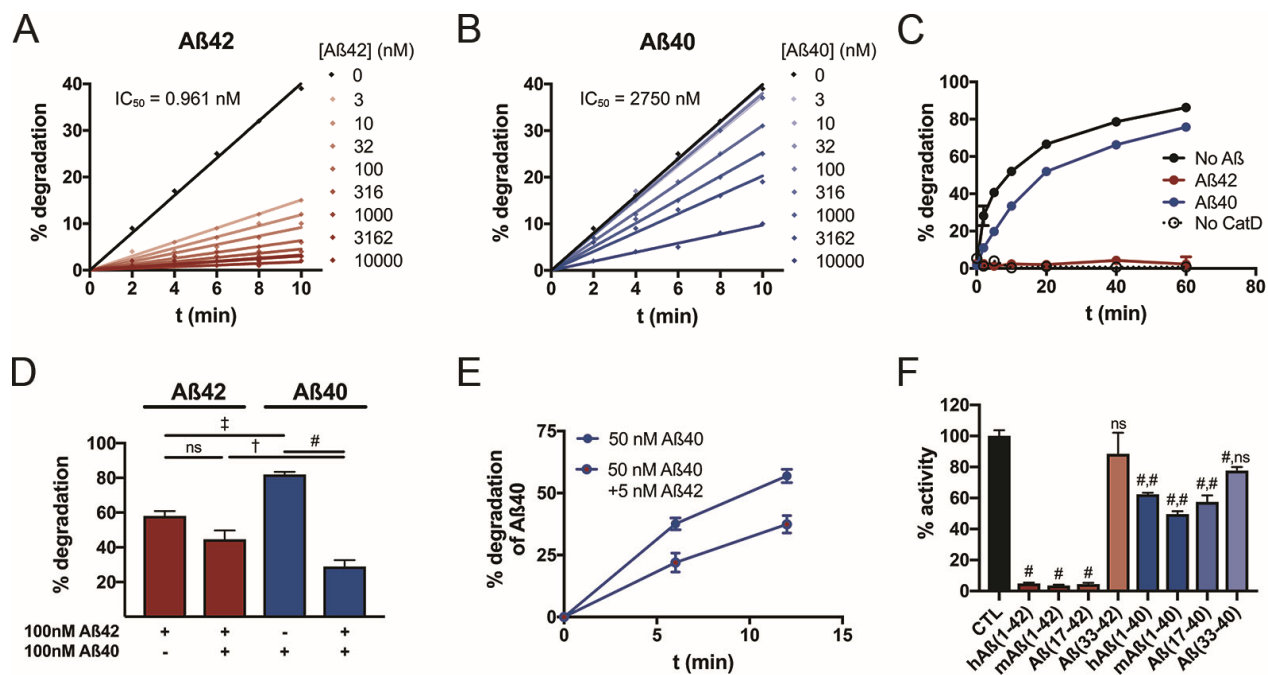 A
Aß42
[Aß42] (nM)
IC50 = 0.961 nM
% degradation
40
30
20
10
0
0 2 4 6 8 10
t (min)
0
3
10
32
100
316
1000
3162
10000
B
Aß40
[Aß40] (nM)
IC50 = 2750 nM
% degradation
40
30
20
10
0
0 2 4 6 8 10
t (min)
0
3
10
32
100
316
1000
3162
10000
C
% degradation
100
80
60
40
20
0
0 20 40 60 80
t (min)
No Aß
Aß42
Aß40
No CatD
D
Aß42 Aß40
‡
ns † #
% degradation
100
80
60
40
20
100nM Aß42 + + - +
100nM Aß40 - + + +
E
% degradation
of Aß40
75
50
25
0
0 5 10 15
t (min)
50 nM Aß40
50 nM Aß40
+5 nM Aß42
F
% activity
120
100
80
60
40
20
0
# # # ns #,# #,# #,# #,ns
CTL
hAß(1-42)
mAß(1-42)
Aß(17-42)
Aß(33-42)
hAß(1-40)
mAß(1-40)
Aß(17-40)
Aß(33-40)